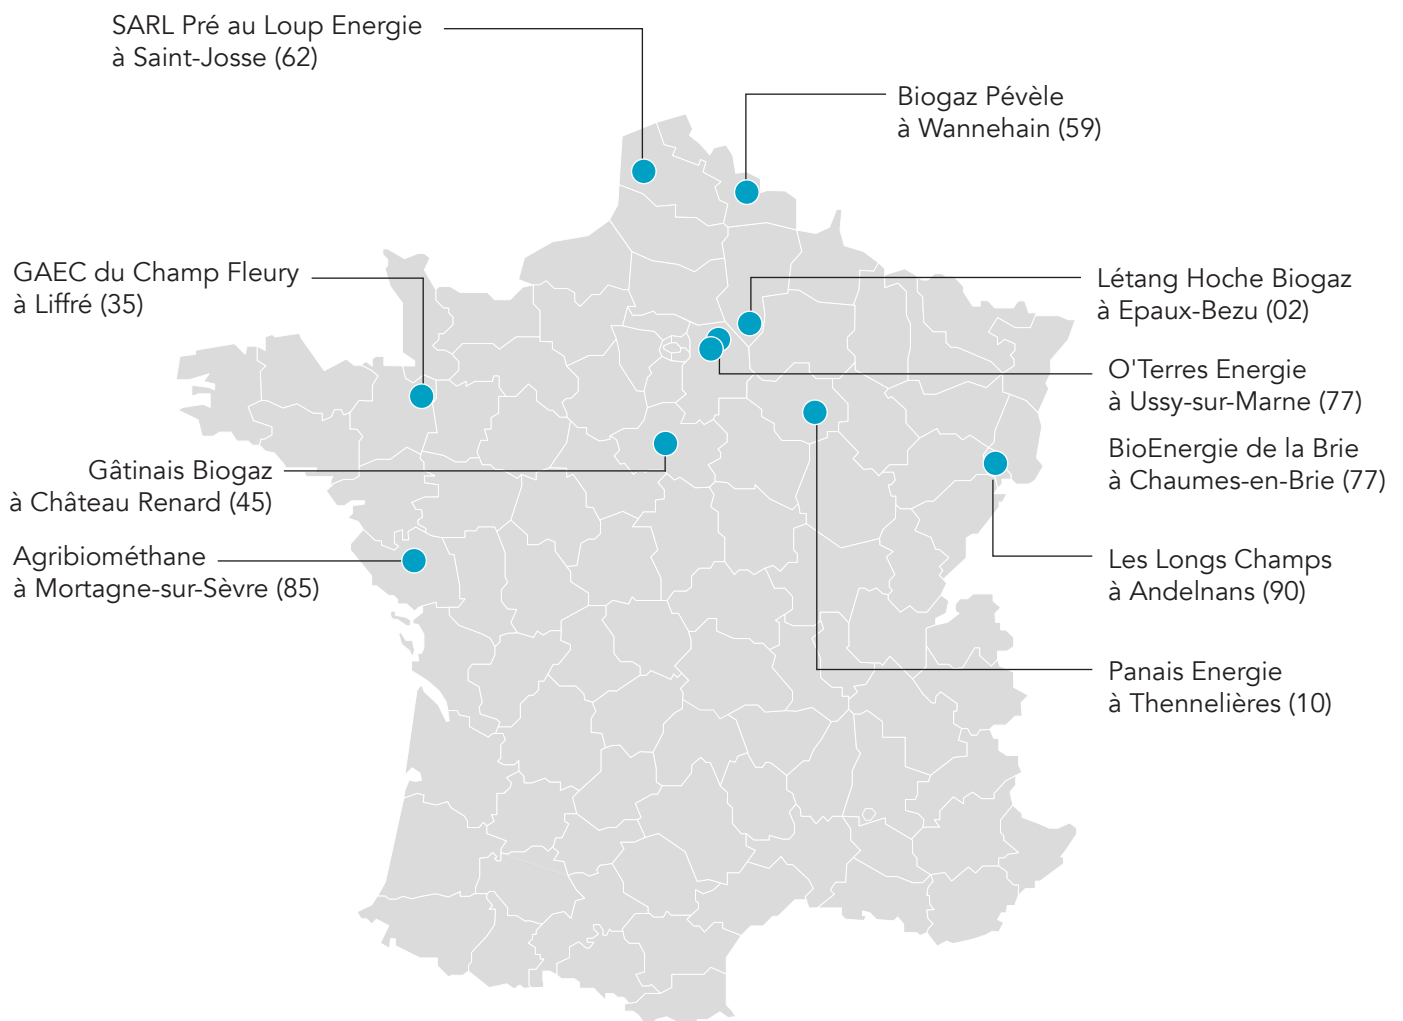 SARL Pré au Loup Energie
à Saint-Josse (62)
Biogaz Pévèle
à Wannehain (59)
GAEC du Champ Fleury
à Liffré (35)
Létang Hoche Biogaz
à Epaux-Bezu (02)
O'Terres Energie
à Ussy-sur-Marne (77)
BioEnergie de la Brie
à Chaumes-en-Brie (77)
Gâtinais Biogaz
à Château Renard (45)
Agribiométhane
à Mortagne-sur-Sèvre (85)
Les Longs Champs
à Andelnans (90)
Panais Energie
à Thennelières (10)